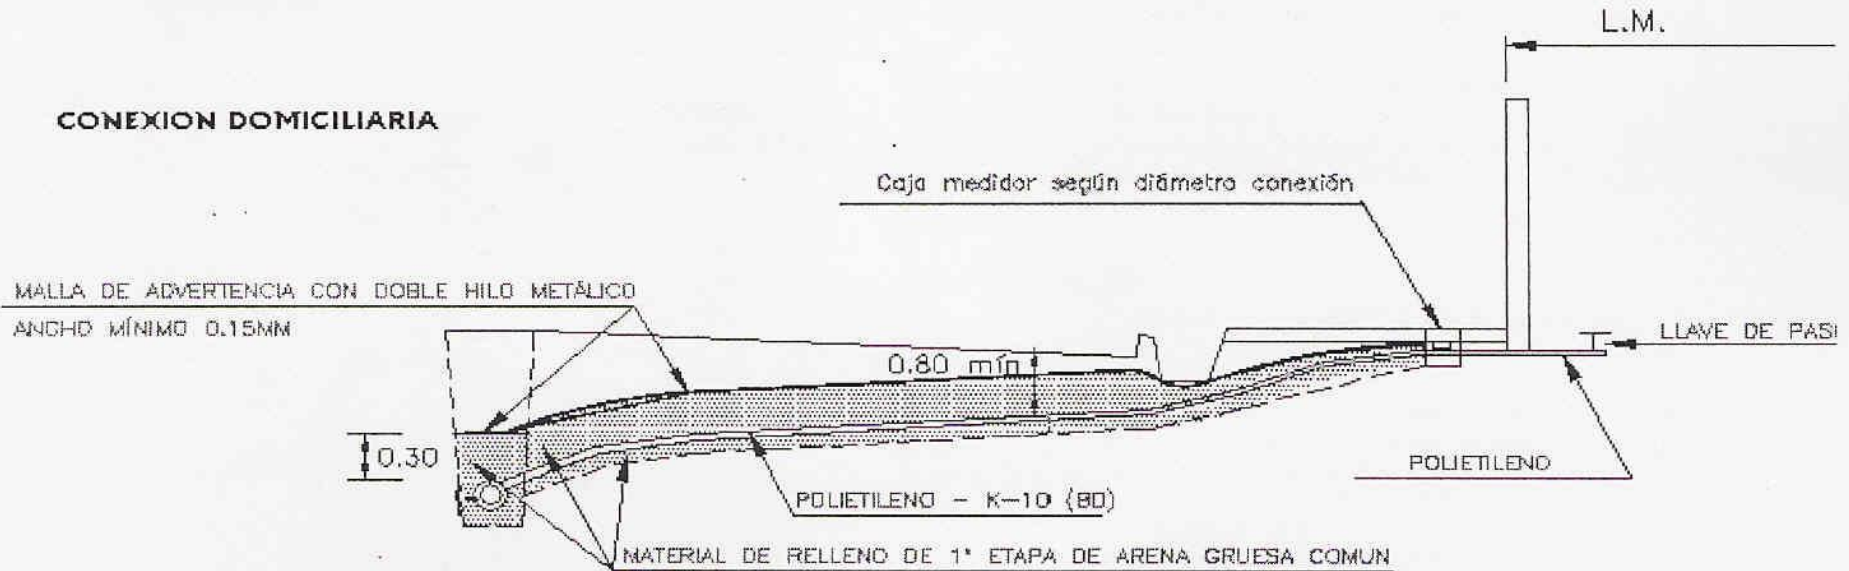 L.M.
CONEXION DOMICILIARIA
Caja medidor según diámetro conexión
MALLA DE ADVERTENCIA CON DOBLE HILO METÁLICO
ANCHO MÍNIMO 0.15MM
LLAVE DE PASI
0.80 mín
0.30
POLIETILENO
POLIETILENO - K-10 (BD)
MATERIAL DE RELLENO DE 1ª ETAPA DE ARENA GRUESA COMUN